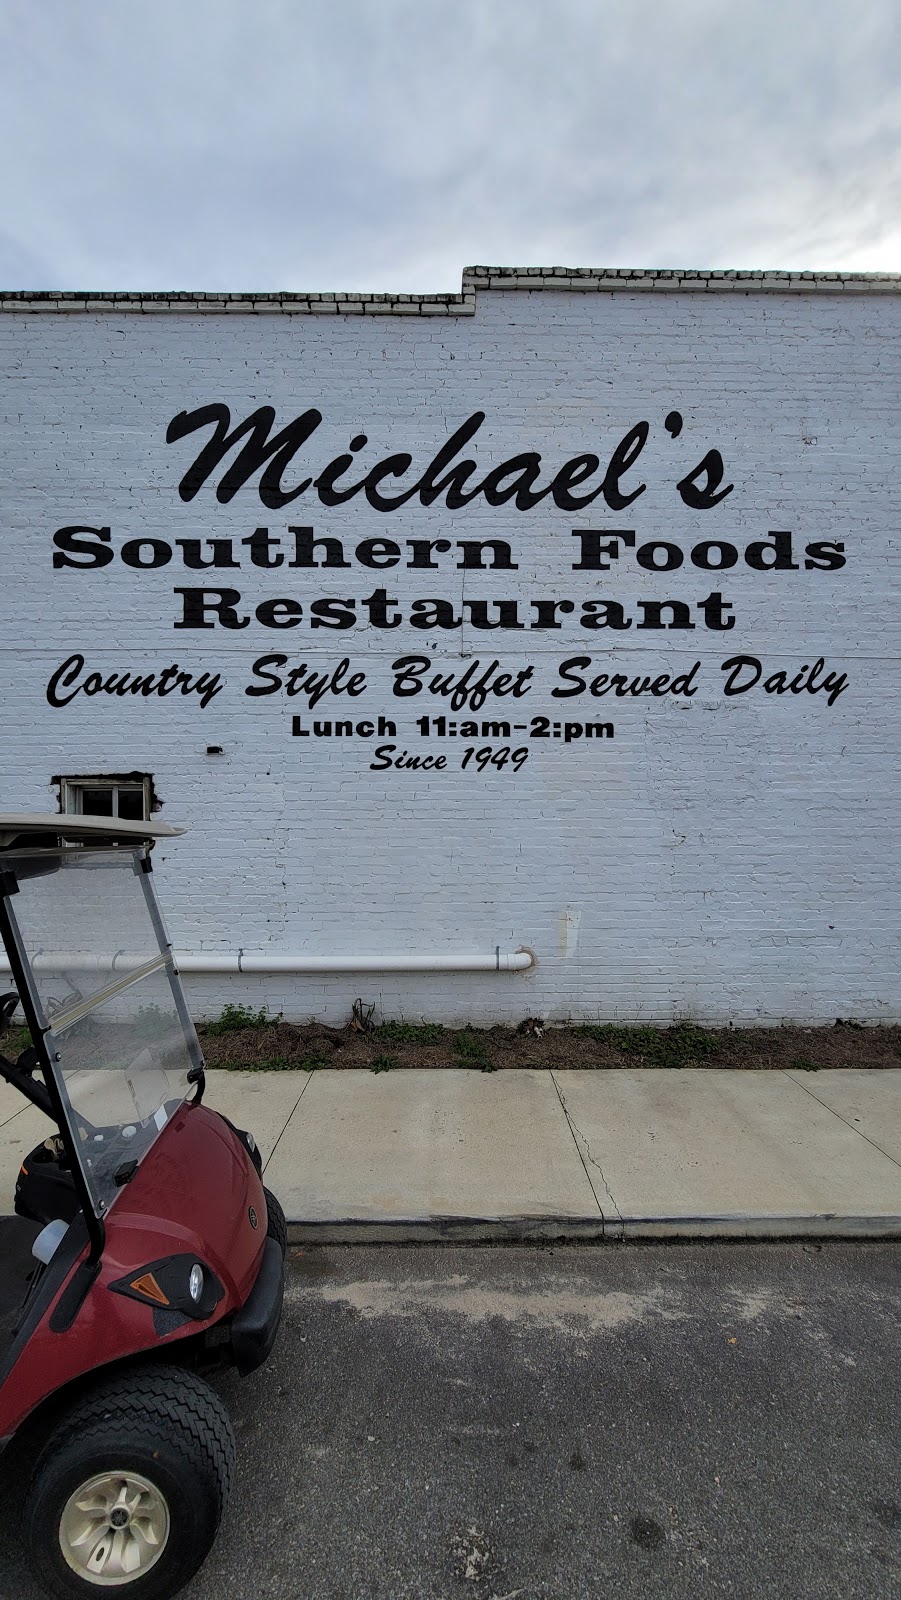 Michael's
Southern Foods
Restaurant
Country Style Buffet Served Daily
Lunch 11:am-2:pm
Since 1949